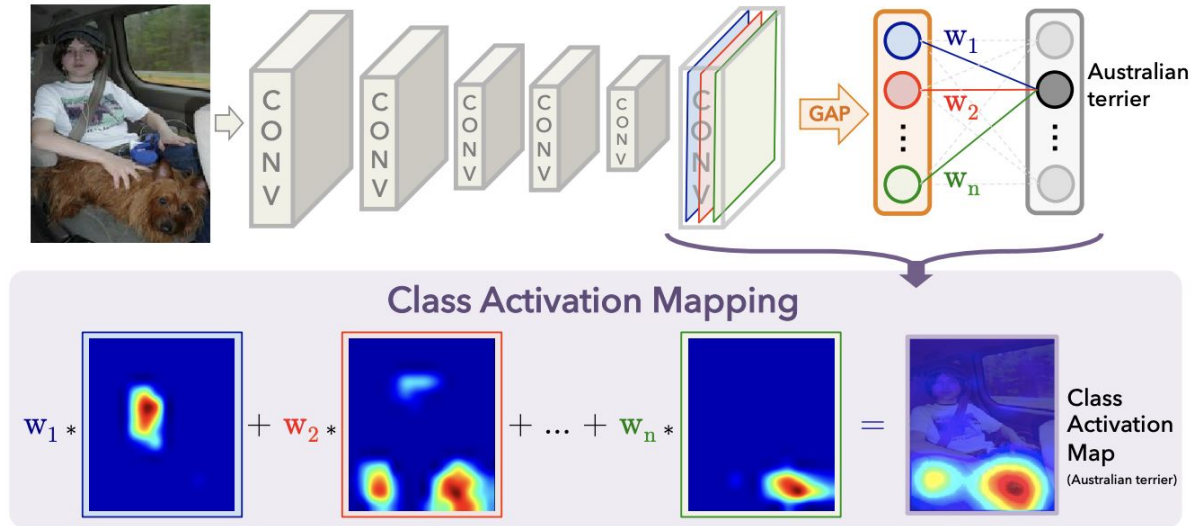 CONV CONV CONV CONV CONV CONV
GAP
w1
w2
⋮
wn
⋮
Australian
terrier
Class Activation Mapping
w1 * + w2 * + ... + wn * =
Class
Activation
Map
(Australian terrier)